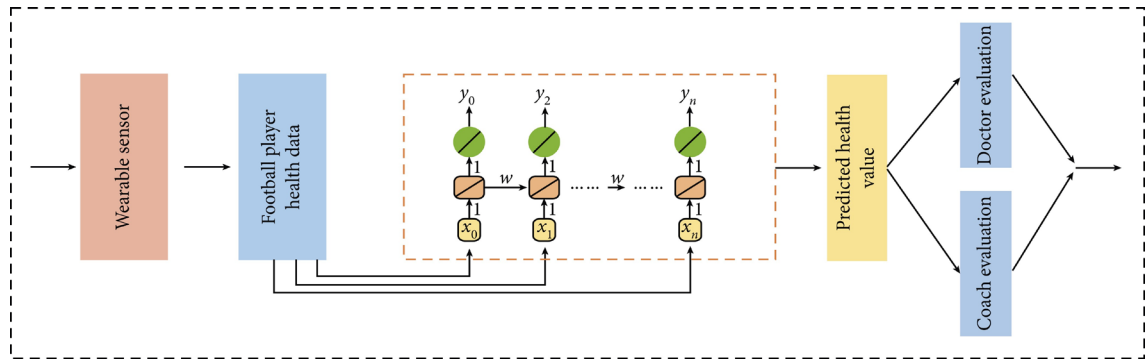 Wearable sensor
Football player
health data
y0 y2 yn
1 1 1
w ...... w ......
1 1 1
x0 x1 xn
Predicted health
value
Doctor evaluation
Coach evaluation